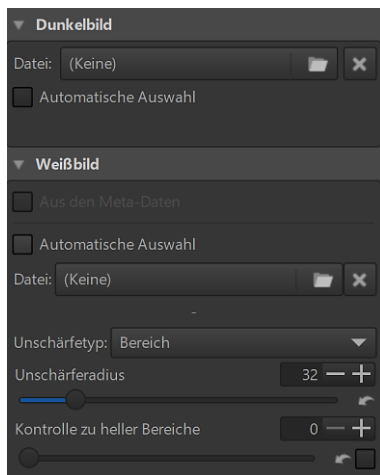 Dunkelbild
Datei: (Keine)
Automatische Auswahl
Weißbild
Aus den Meta-Daten
Automatische Auswahl
Datei: (Keine)
-
Unschärfetyp: Bereich
Unschärferadius 32
Kontrolle zu heller Bereiche 0